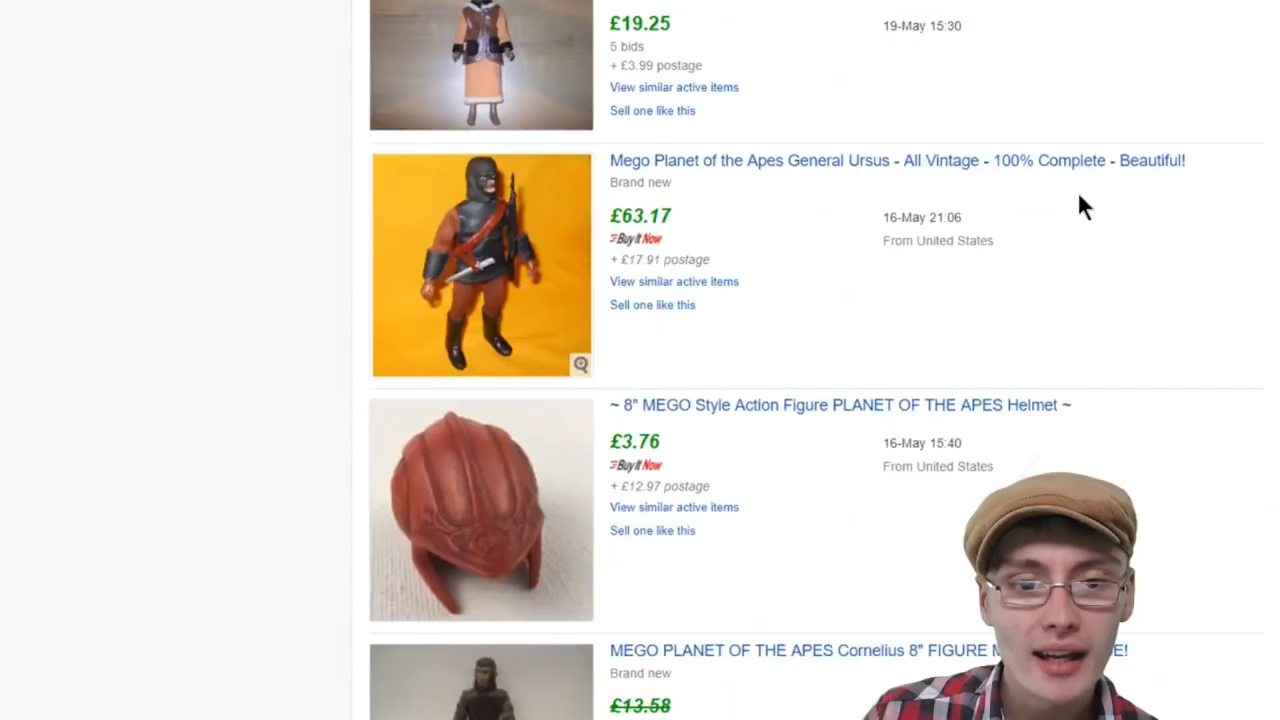 £19.25
19-May 15:30
5 bids
+ £3.99 postage
View similar active items
Sell one like this
Mego Planet of the Apes General Ursus - All Vintage - 100% Complete - Beautiful!
Brand new
£63.17
16-May 21:06
Buy It Now
From United States
+ £17.91 postage
View similar active items
Sell one like this
~ 8" MEGO Style Action Figure PLANET OF THE APES Helmet ~
£3.76
16-May 15:40
Buy It Now
From United States
+ £12.97 postage
View similar active items
Sell one like this
MEGO PLANET OF THE APES Cornelius 8" FIGURE
Brand new
£13.58